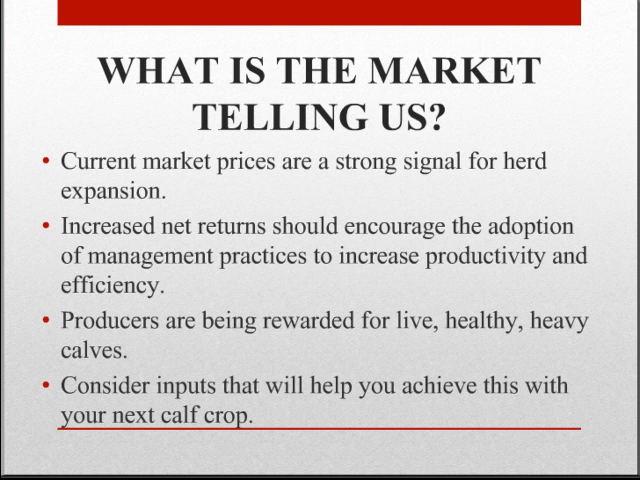 WHAT IS THE MARKET
TELLING US?
• Current market prices are a strong signal for herd
expansion.
• Increased net returns should encourage the adoption
of management practices to increase productivity and
efficiency.
• Producers are being rewarded for live, healthy, heavy
calves.
• Consider inputs that will help you achieve this with
your next calf crop.